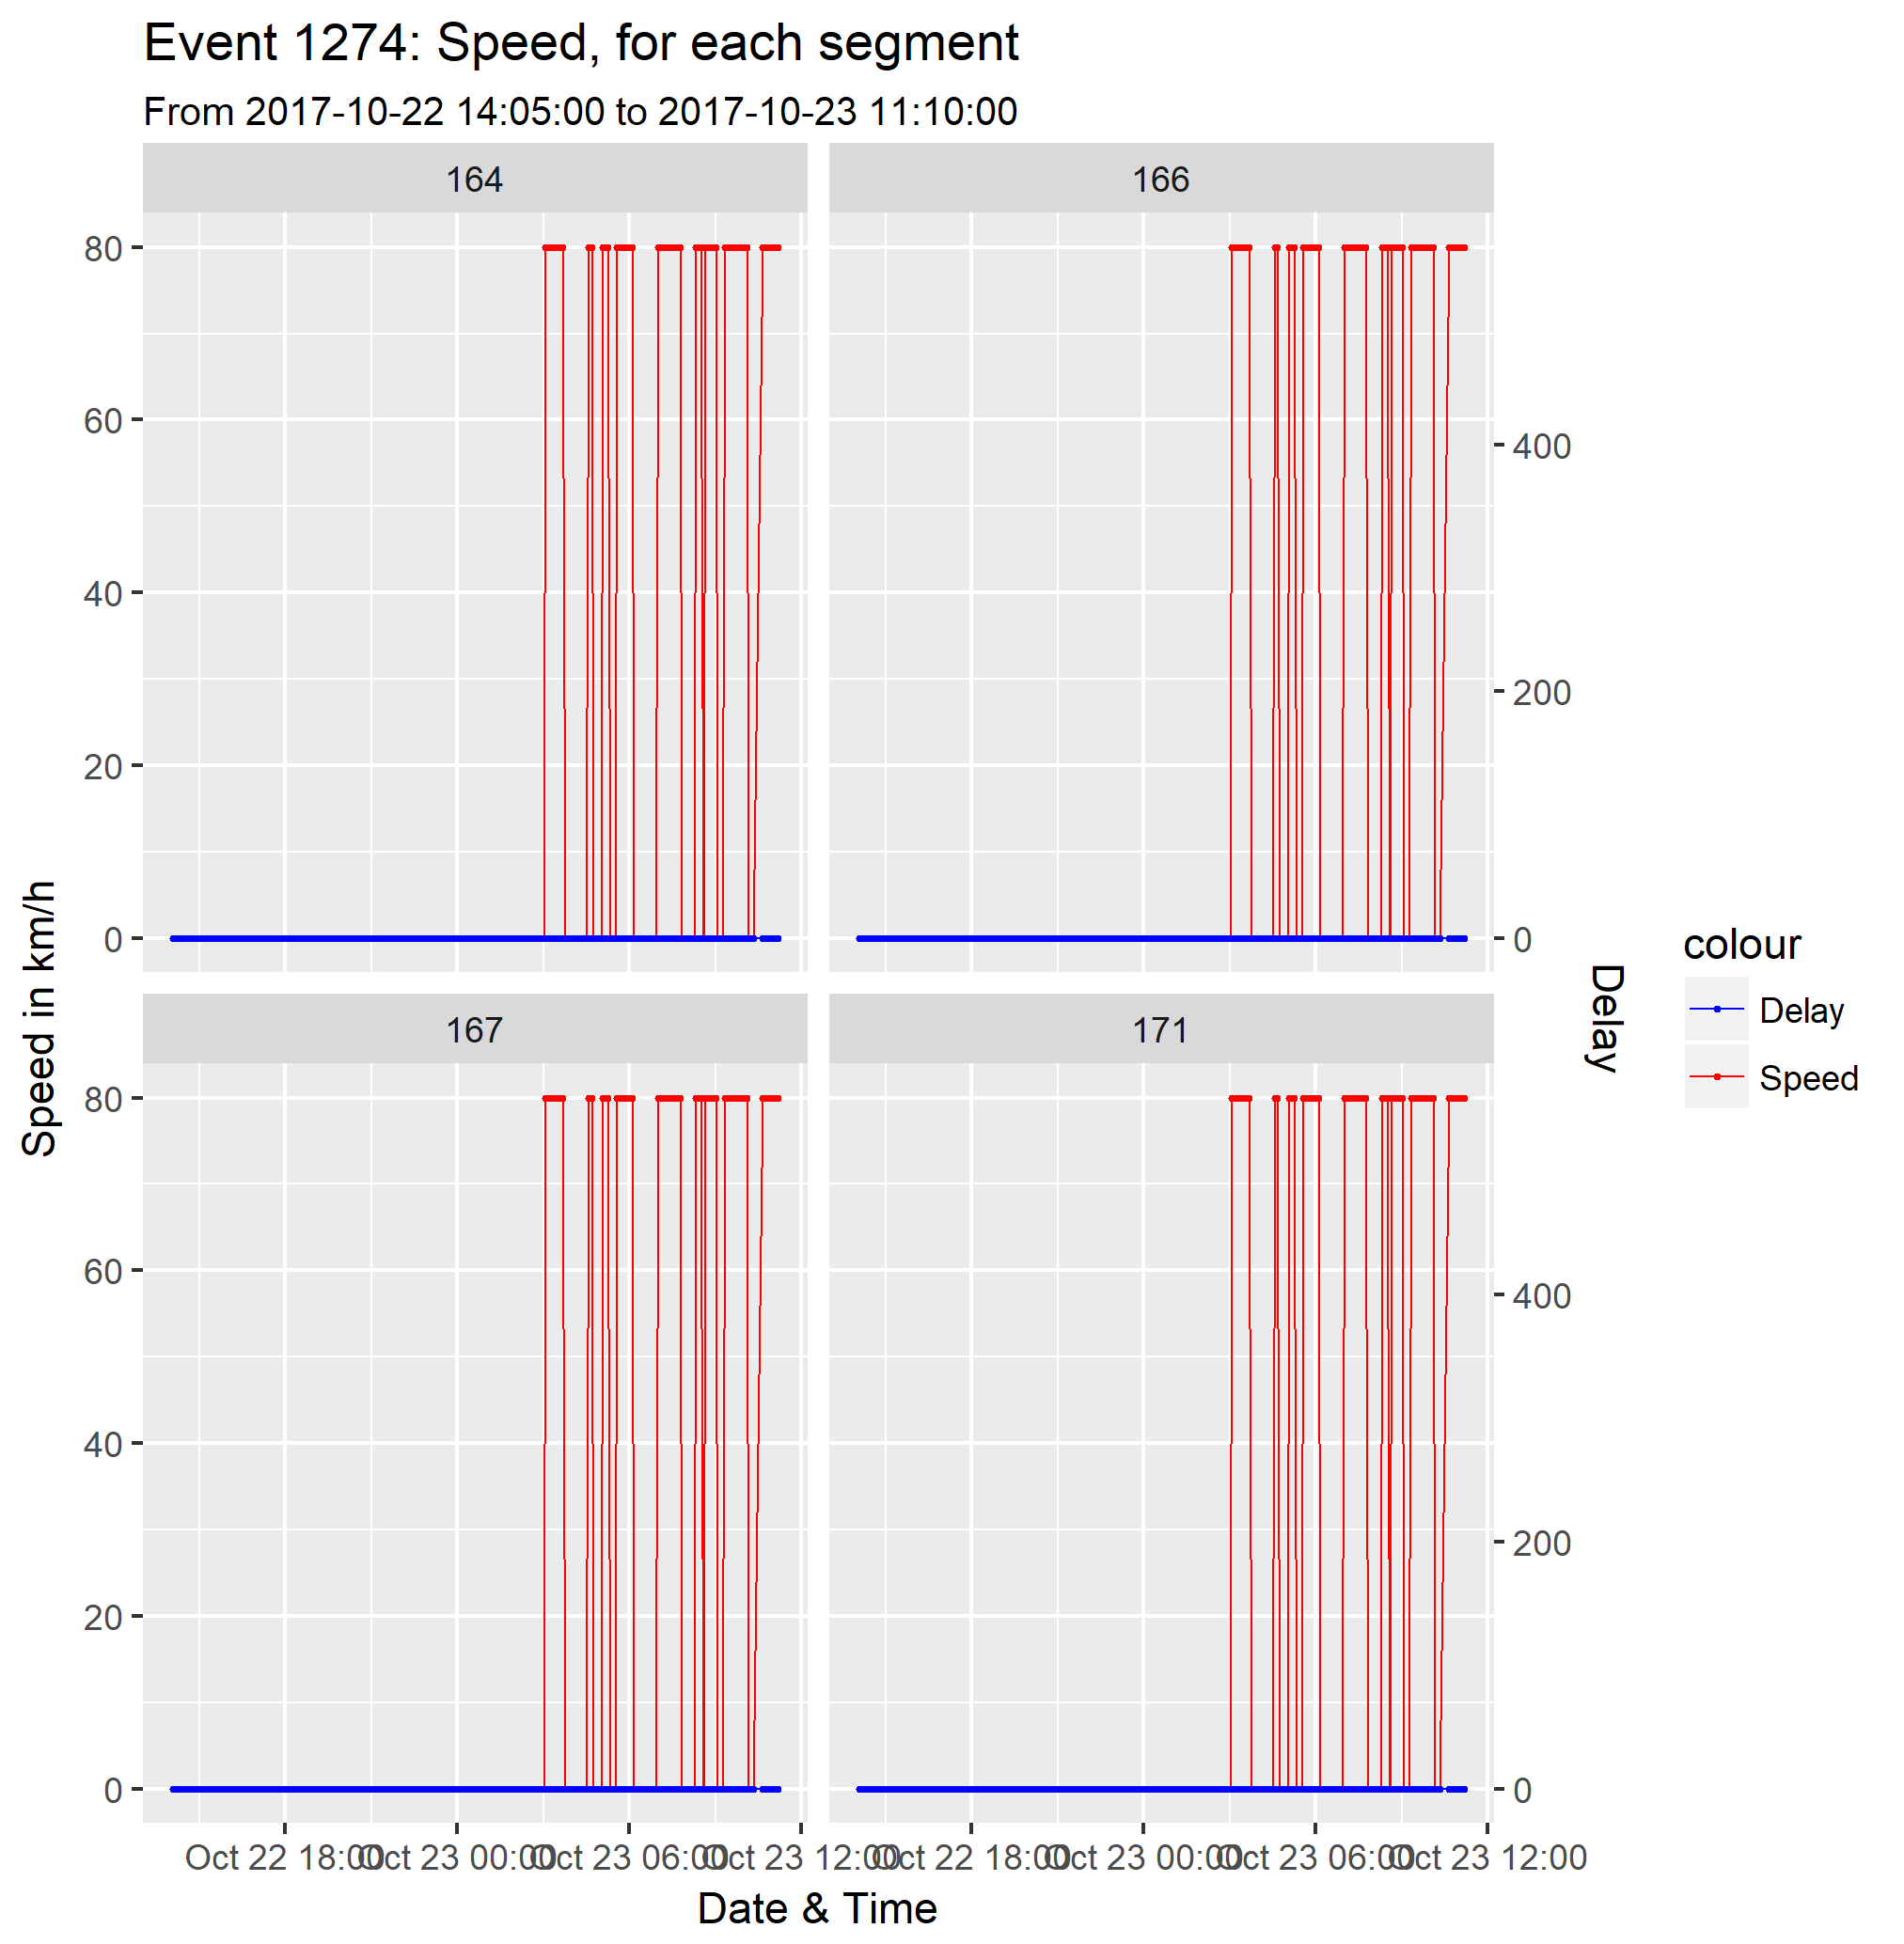 Event 1274: Speed, for each segment
From 2017-10-22 14:05:00 to 2017-10-23 11:10:00
164
166
80
60
40
20
0
400
200
0
167
171
80
60
40
20
0
400
200
0
Oct 22 18:00
Oct 23 00:00
Oct 23 06:00
Oct 23 12:00
Oct 22 18:00
Oct 23 00:00
Oct 23 06:00
Oct 23 12:00
Date & Time
Speed in km/h
Delay
colour
Delay
Speed